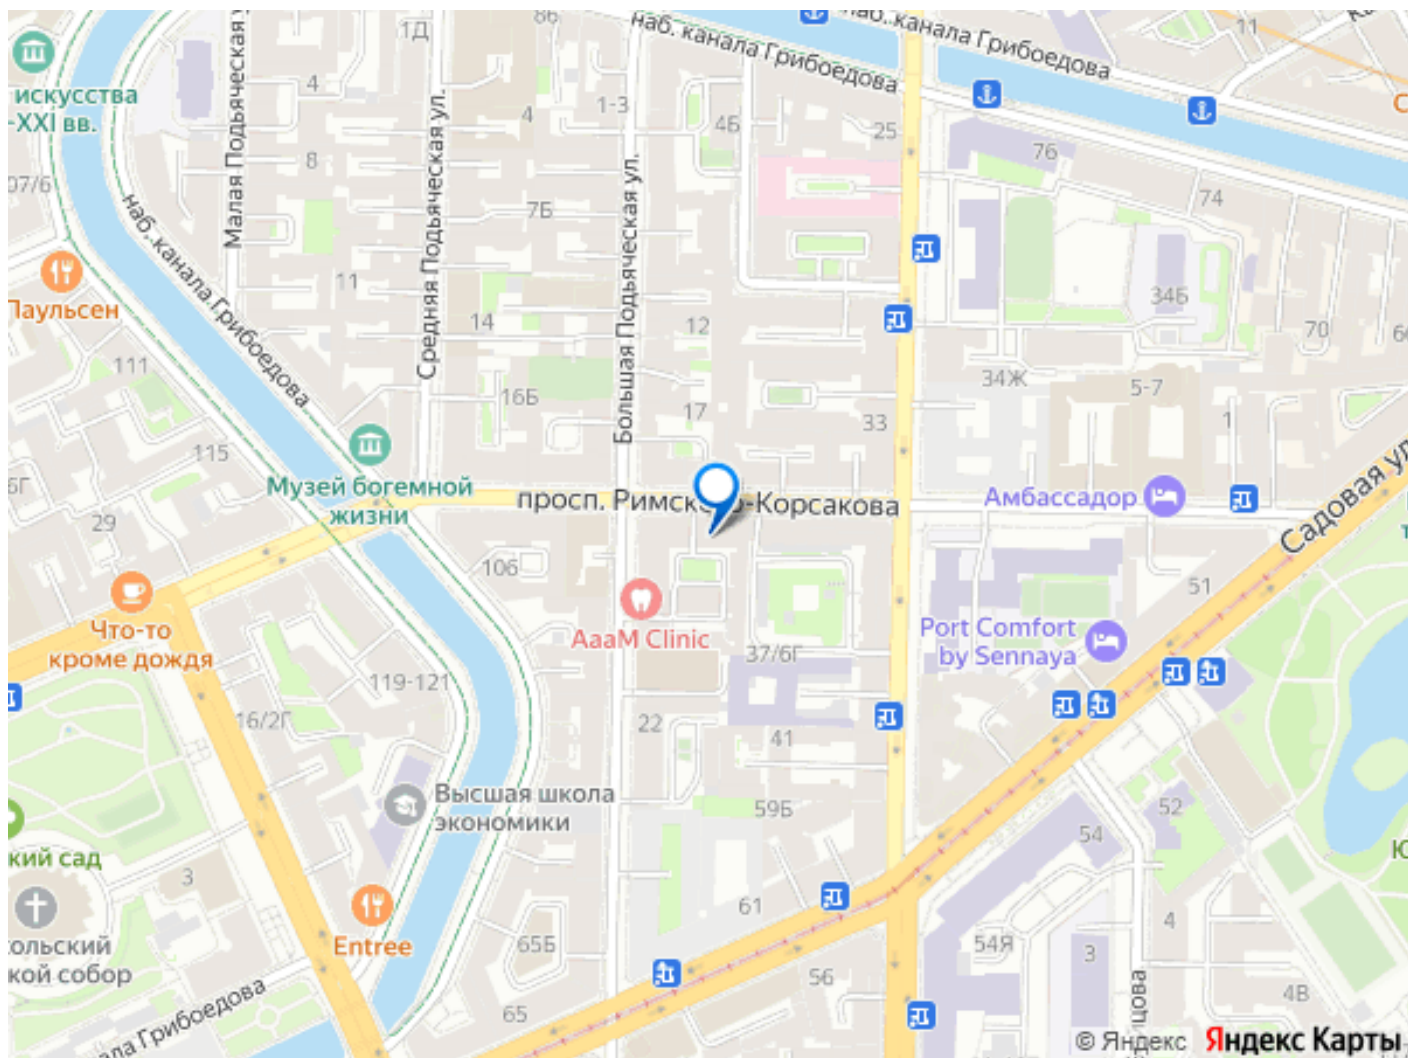 1Д
86
наб. канала Грибоедова
наб. канала Грибоедова
11
искусства
-XXI вв.
Малая Подьяческая
4
Средняя Подьяческая ул.
1-3
4
Большая Подьяческая ул.
4Б
25
76
74
8
07/6
7Б
наб. канала Грибоедова
Паульсен
11
14
12
34Б
70
111
16Б
17
34Ж
5-7
1
33
115
Садовая ул.
Музей богемной
жизни
просп. Римского-Корсакова
Амбассадор
29
106
51
Что-то
кроме дождя
AaaM Clinic
Port Comfort
by Sennaya
37/6Г
119-121
16/2Г
22
41
Высшая школа
экономики
59Б
52
54
кий сад
3
61
4
Entree
65Б
54Я
3
ольский
кой собор
56
4В
65
нала Грибоедова
© Яндекс Яндекс Карты